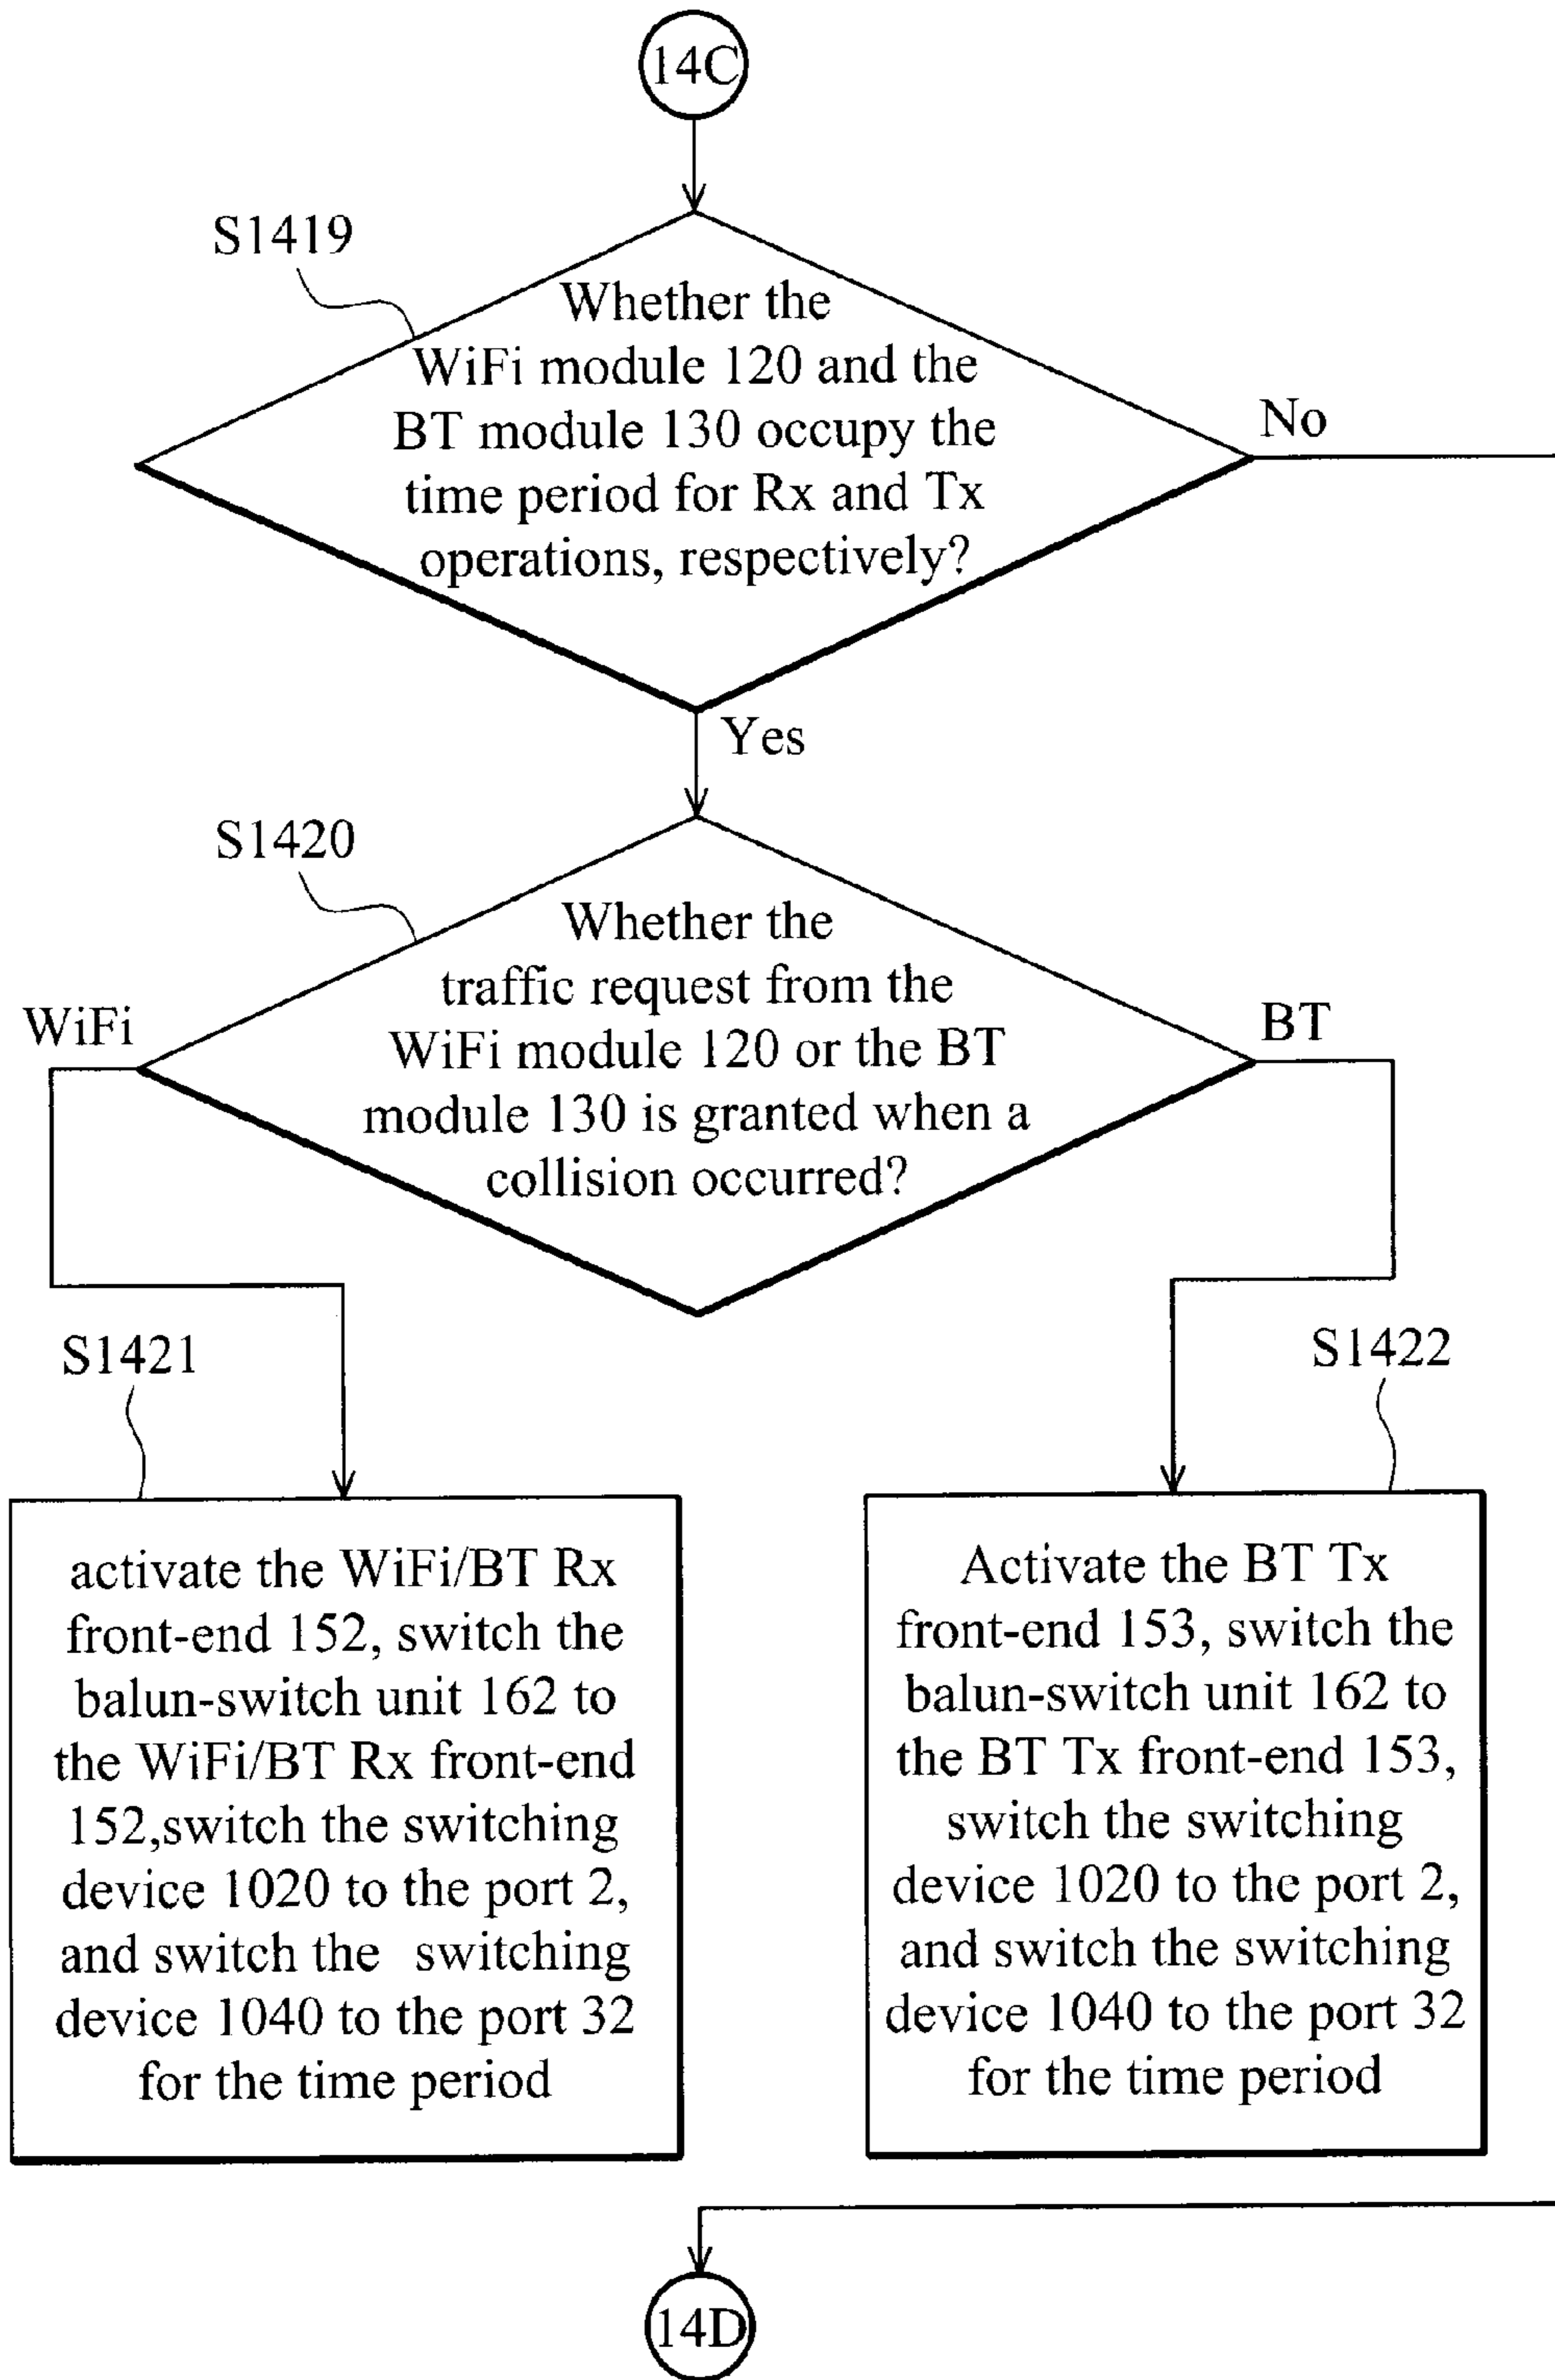 14C
S1419
Whether the
WiFi module 120 and the
BT module 130 occupy the
time period for Rx and Tx
operations, respectively?
No
Yes
S1420
Whether the
traffic request from the
WiFi module 120 or the BT
module 130 is granted when a
collision occurred?
WiFi
BT
S1421
activate the WiFi/BT Rx
front-end 152, switch the
balun-switch unit 162 to
the WiFi/BT Rx front-end
152,switch the switching
device 1020 to the port 2,
and switch the switching
device 1040 to the port 32
for the time period
S1422
Activate the BT Tx
front-end 153, switch the
balun-switch unit 162 to
the BT Tx front-end 153,
switch the switching
device 1020 to the port 2,
and switch the switching
device 1040 to the port 32
for the time period
14D